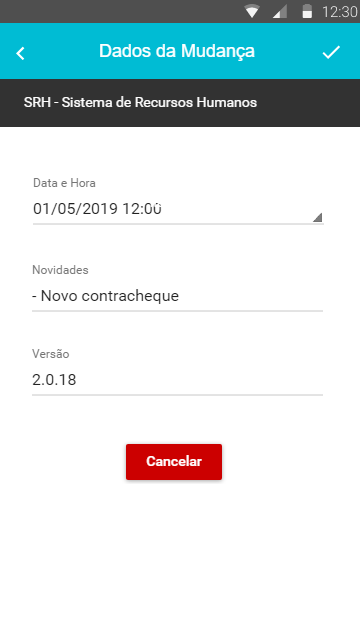 12:30
Dados da Mudança
SRH - Sistema de Recursos Humanos
Data e Hora
01/05/2019 12:00
Novidades
- Novo contracheque
Versão
2.0.18
Cancelar